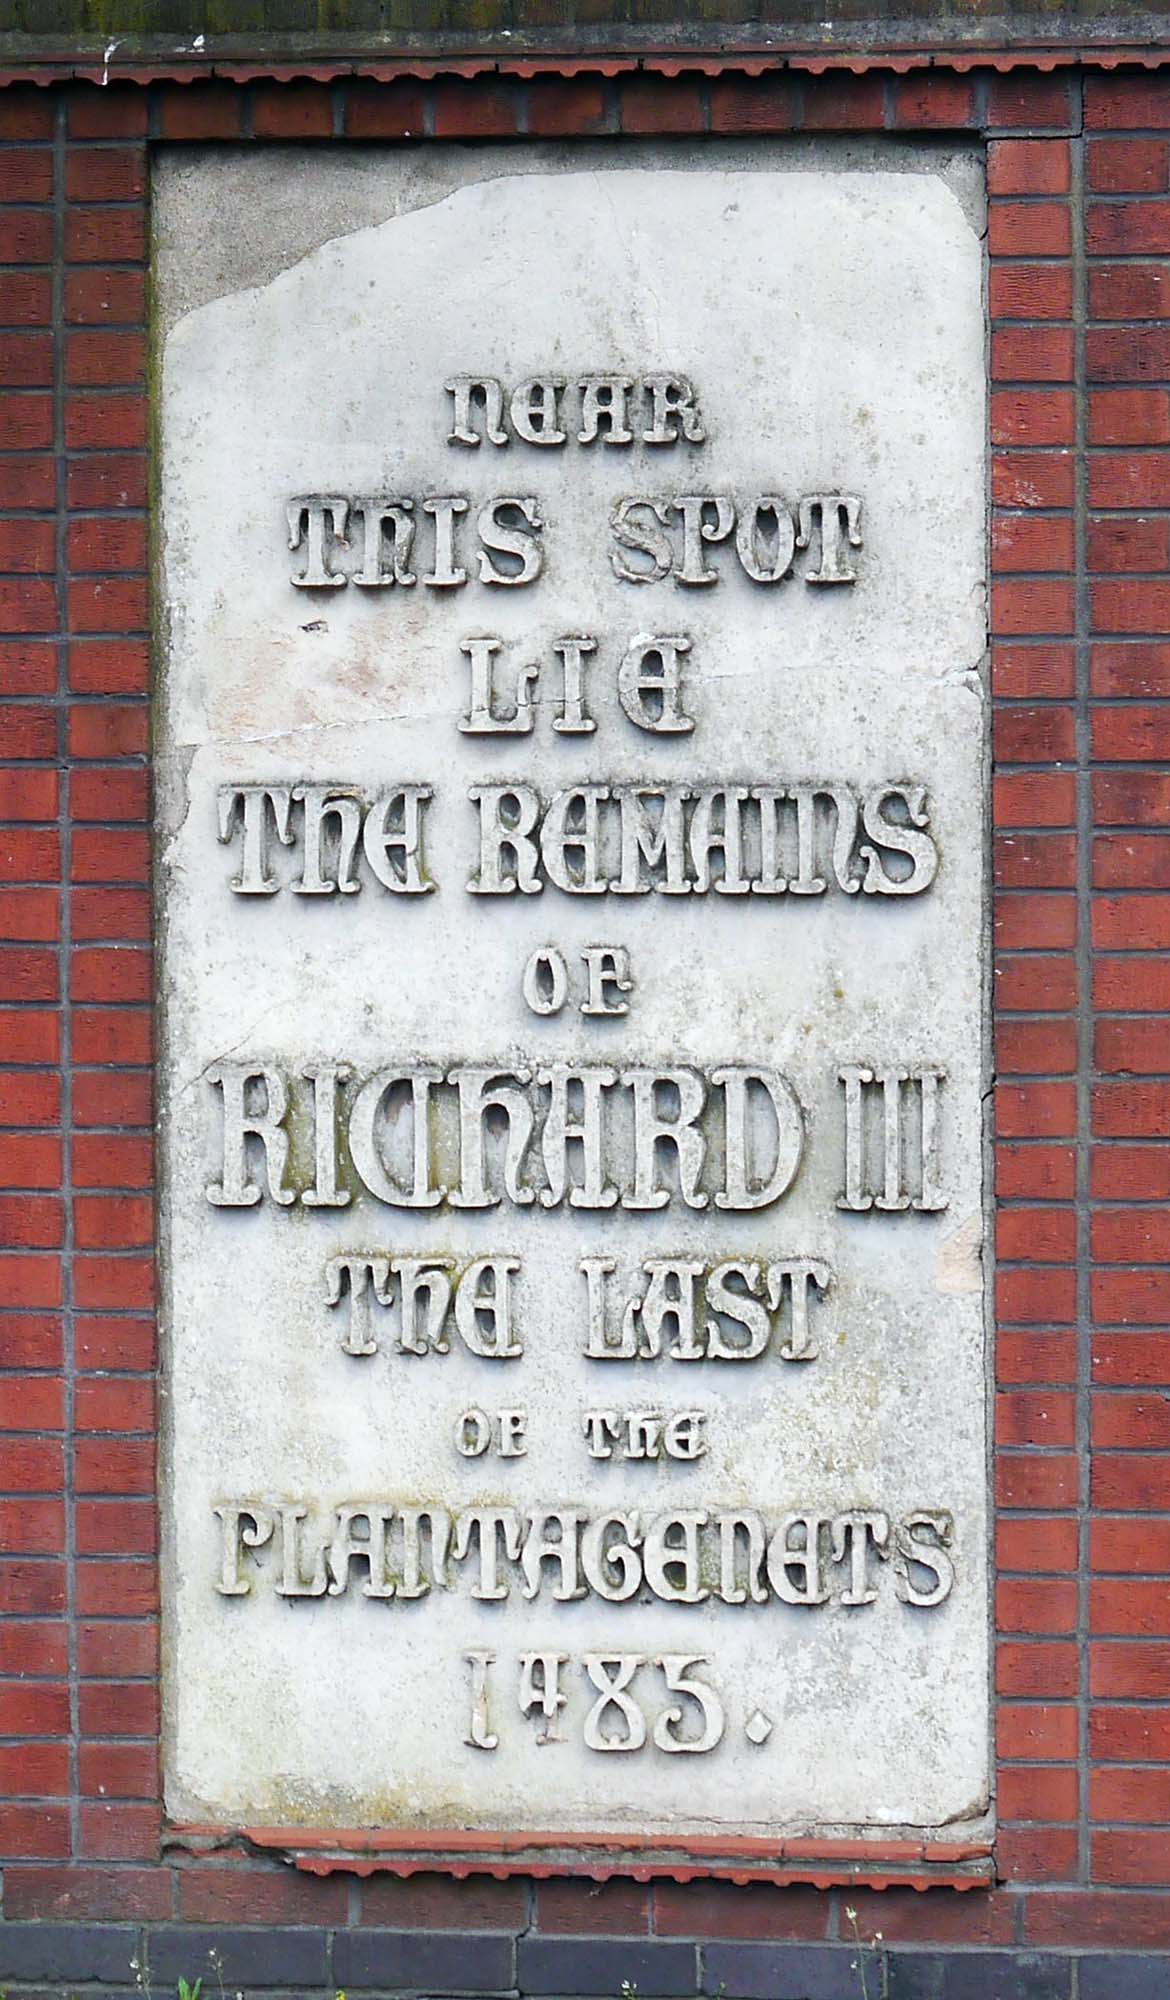 NEAR
THIS SPOT
LIE
THE REMAINS
OF
RICHARD III
THE LAST
OF THE
PLANTAGENETS
1485.